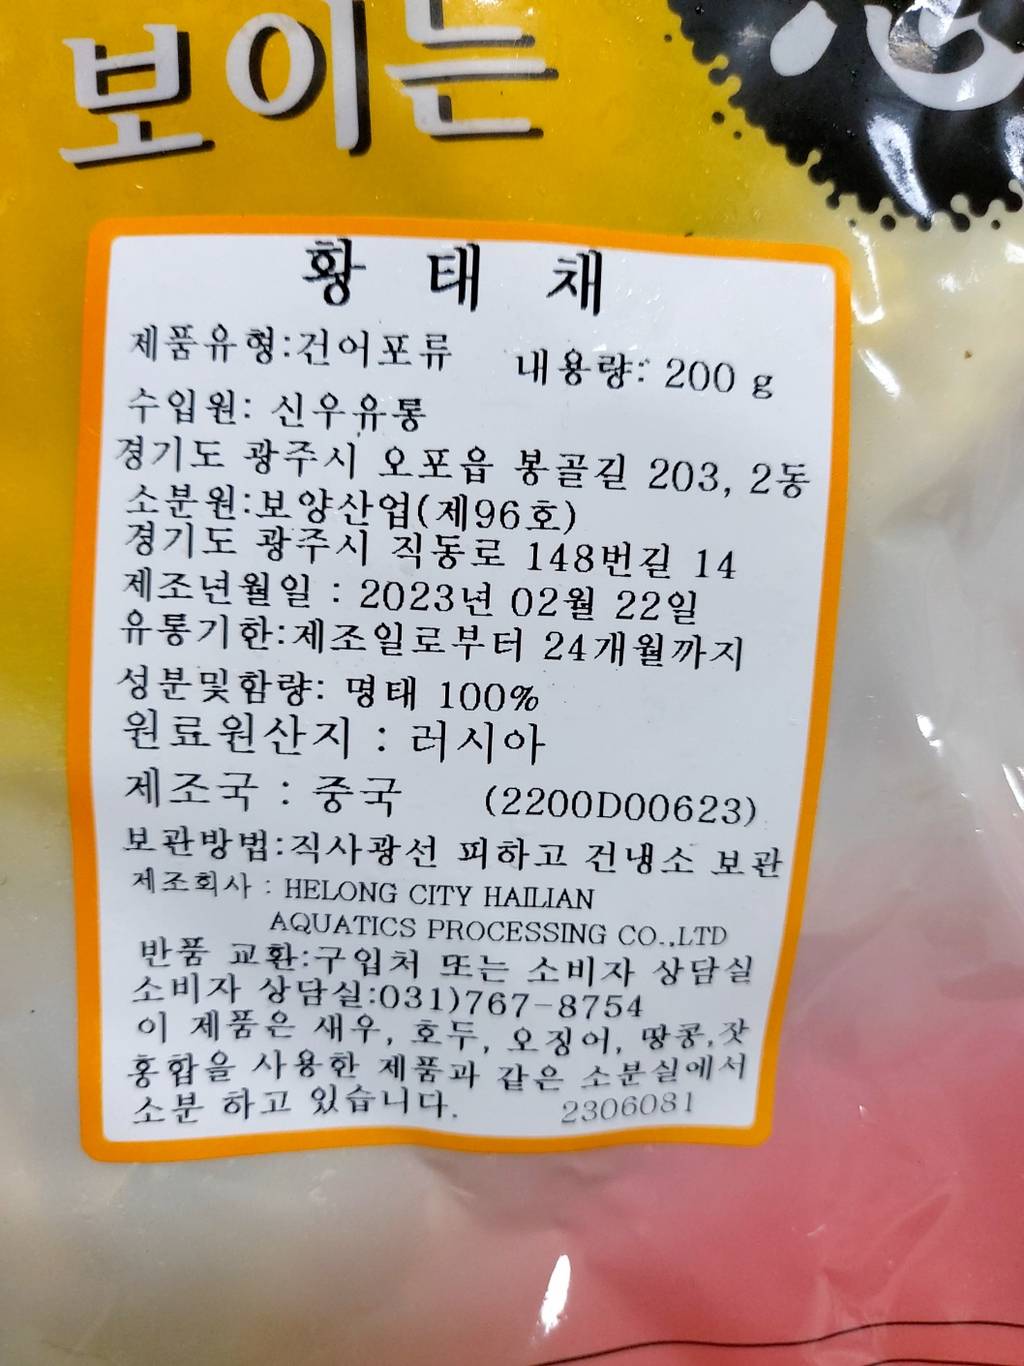 보이는
황 태 채
제품유형:건어포류 내용량: 200 g
수입원: 신우유통
경기도 광주시 오포읍 봉골길 203, 2동
소분원:보양산업(제96호)
경기도 광주시 직동로 148번길 14
제조년월일 : 2023년 02월 22일
유통기한:제조일로부터 24개월까지
성분및함량: 명태 100%
원료원산지 : 러시아
제조국 : 중국 (2200D00623)
보관방법:직사광선 피하고 건냉소 보관
제조회사 : HELONG CITY HAILIAN
AQUATICS PROCESSING CO.,LTD
반품 교환:구입처 또는 소비자 상담실
소비자 상담실:031)767-8754
이 제품은 새우, 호두, 오징어, 땅콩,잣
홍합을 사용한 제품과 같은 소분실에서
소분 하고 있습니다. 2306081